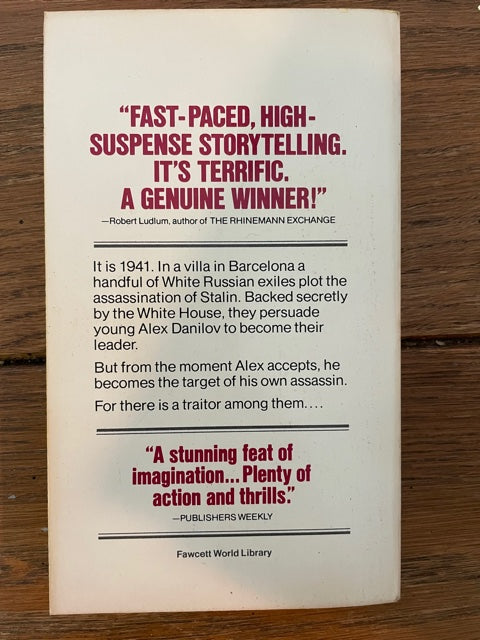 “FAST-PACED, HIGH-
SUSPENSE STORYTELLING.
IT’S TERRIFIC.
A GENUINE WINNER!”
—Robert Ludlum, author of THE RHINEMANN EXCHANGE
It is 1941. In a villa in Barcelona a
handful of White Russian exiles plot the
assassination of Stalin. Backed secretly
by the White House, they persuade
young Alex Danilov to become their
leader.
But from the moment Alex accepts, he
becomes the target of his own assassin.
For there is a traitor among them....
“A stunning feat of
imagination...Plenty of
action and thrills.”
—PUBLISHERS WEEKLY
Fawcett World Library